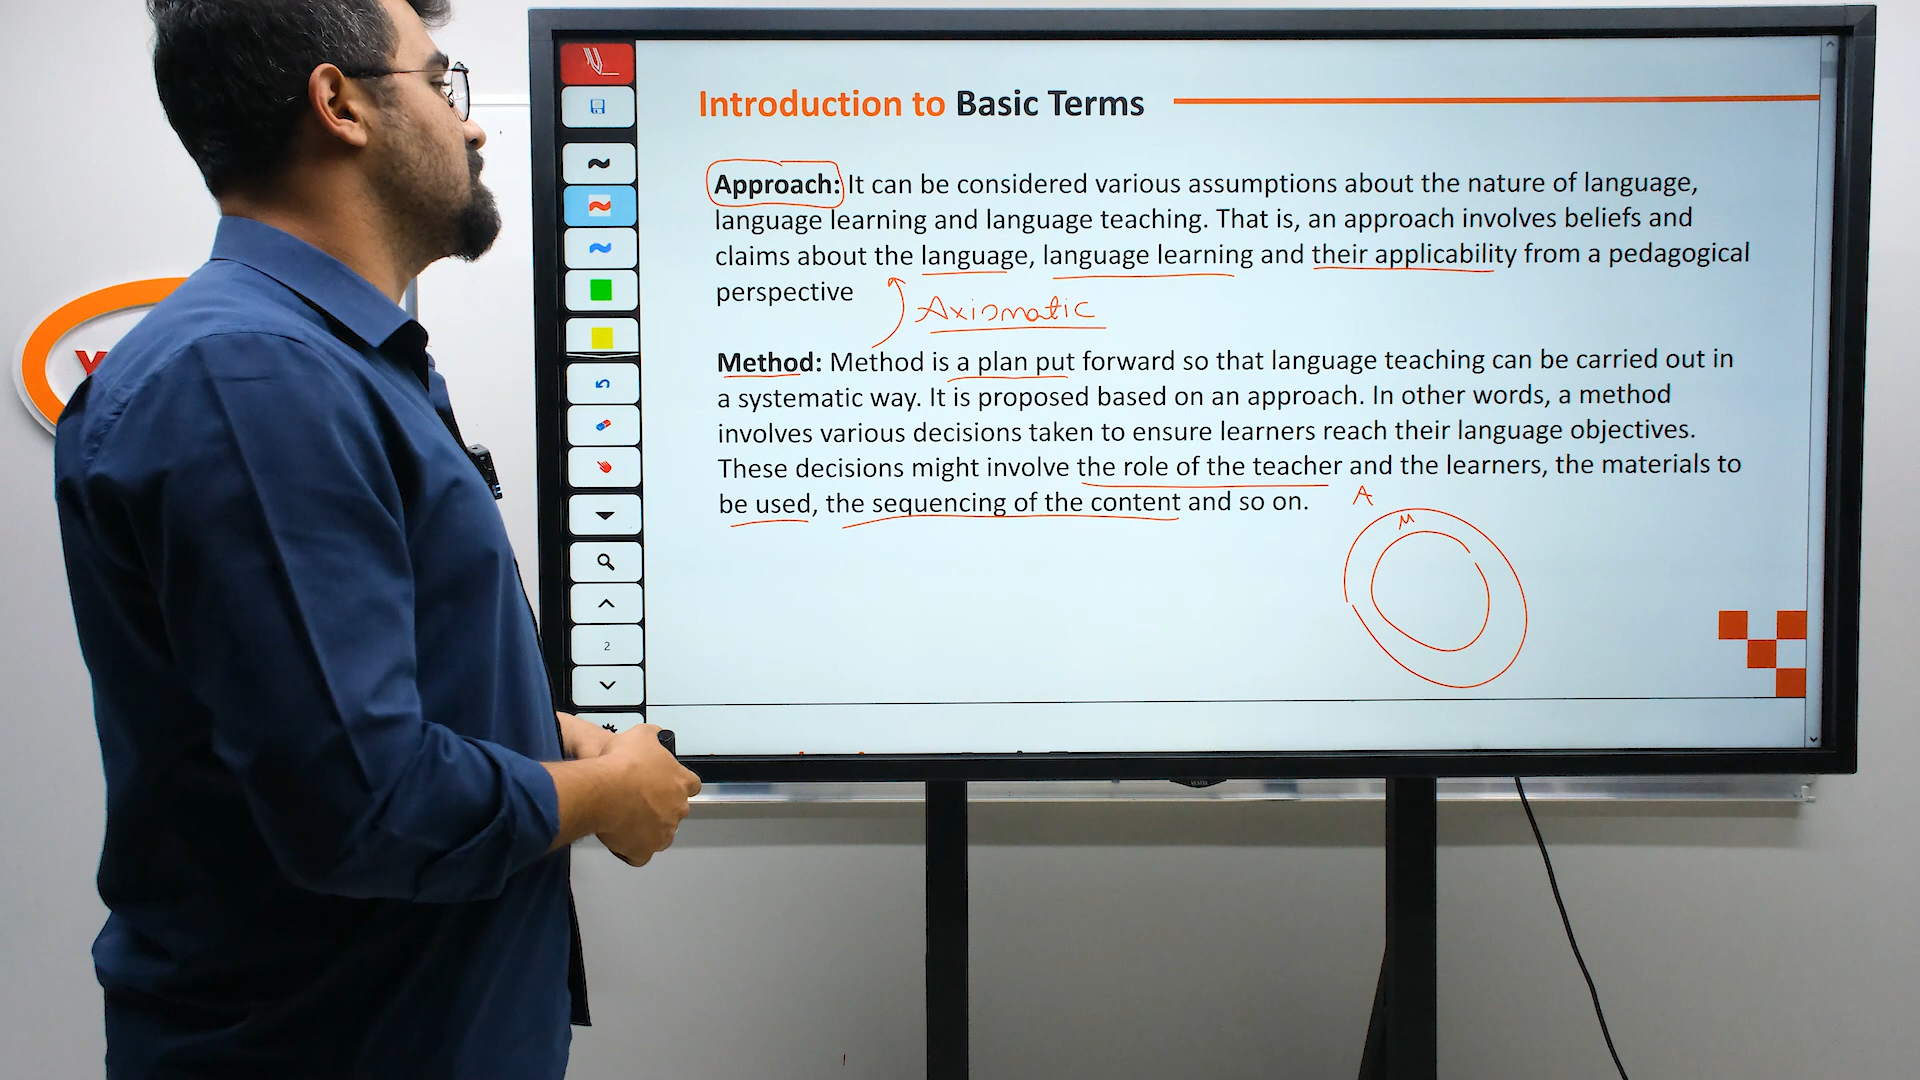 Introduction to Basic Terms
Approach: It can be considered various assumptions about the nature of language,
language learning and language teaching. That is, an approach involves beliefs and
claims about the language, language learning and their applicability from a pedagogical
perspective
Axiomatic
Method: Method is a plan put forward so that language teaching can be carried out in
a systematic way. It is proposed based on an approach. In other words, a method
involves various decisions taken to ensure learners reach their language objectives.
These decisions might involve the role of the teacher and the learners, the materials to
be used, the sequencing of the content and so on.
A
M
2